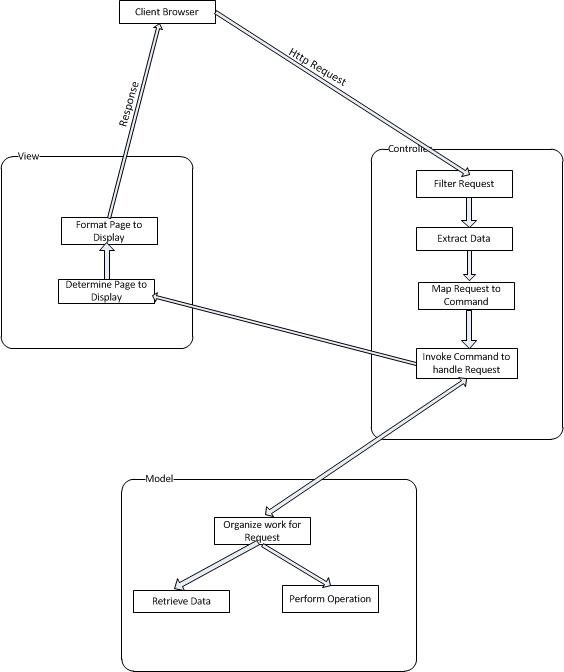 Client Browser
Http Request
Response
View
Format Page to
Display
Determine Page to
Display
Controller
Filter Request
Extract Data
Map Request to
Command
Invoke Command to
handle Request
Model
Organize work for
Request
Retrieve Data
Perform Operation